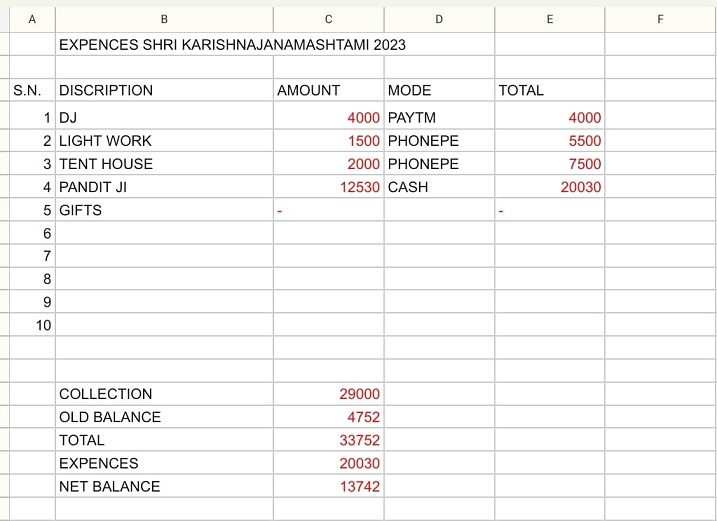 A B C D E F
EXPENCES SHRI KARISHNAJANAMASHTAMI 2023
S.N. DISCRIPTION AMOUNT MODE TOTAL
1 DJ 4000 PAYTM 4000
2 LIGHT WORK 1500 PHONEPE 5500
3 TENT HOUSE 2000 PHONEPE 7500
4 PANDIT JI 12530 CASH 20030
5 GIFTS - -
6
7
8
9
10
COLLECTION 29000
OLD BALANCE 4752
TOTAL 33752
EXPENCES 20030
NET BALANCE 13742